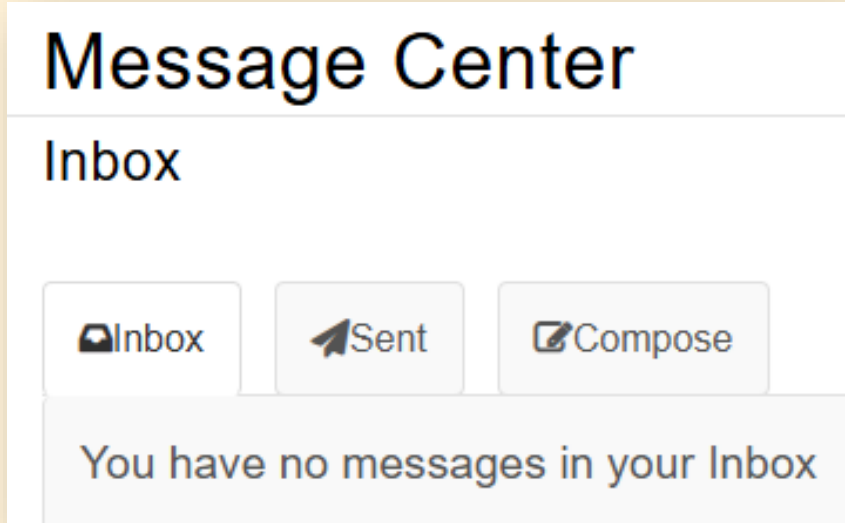 Message Center
Inbox
Inbox Sent Compose
You have no messages in your Inbox